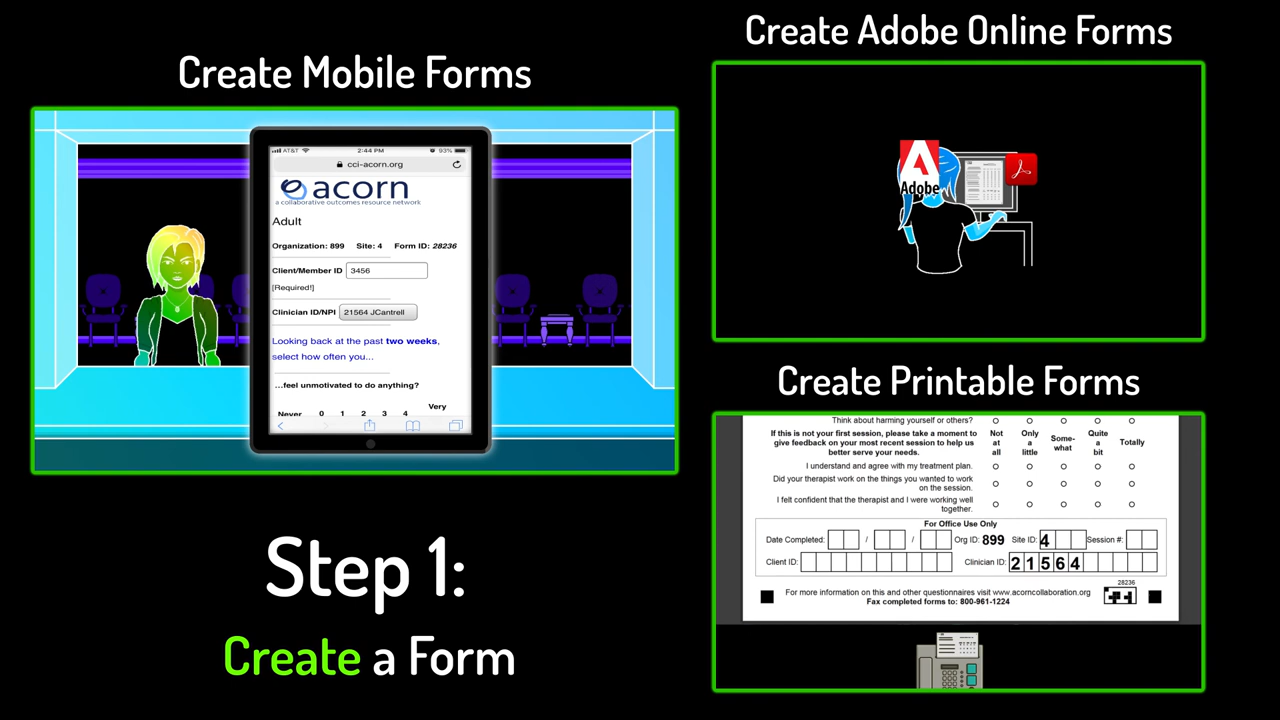 Create Mobile Forms
AT&T 2:44 PM 93%
cci-acorn.org
acorn
a collaborative outcomes resource network
Adult
Organization: 899 Site: 4 Form ID: 28236
Client/Member ID 3456
[Required!]
Clinician ID/NPI 21564 JCantrell
Looking back at the past two weeks,
select how often you...
...feel unmotivated to do anything?
Very
Never 0 1 2 3 4
Step 1:
Create a Form
Create Adobe Online Forms
Adobe
Create Printable Forms
Think about harming yourself or others?
If this is not your first session, please take a moment to give feedback on your most recent session to help us better serve your needs.
Not at all
Only a little
Some-what
Quite a bit
Totally
I understand and agree with my treatment plan.
Did your therapist work on the things you wanted to work
on the session.
I felt confident that the therapist and I were working well
together.
For Office Use Only
Date Completed: / / Org ID: 899 Site ID: 4 Session #:
Client ID: Clinician ID: 21564
28236
For more information on this and other questionnaires visit www.acorncollaboration.org
Fax completed forms to: 800-961-1224